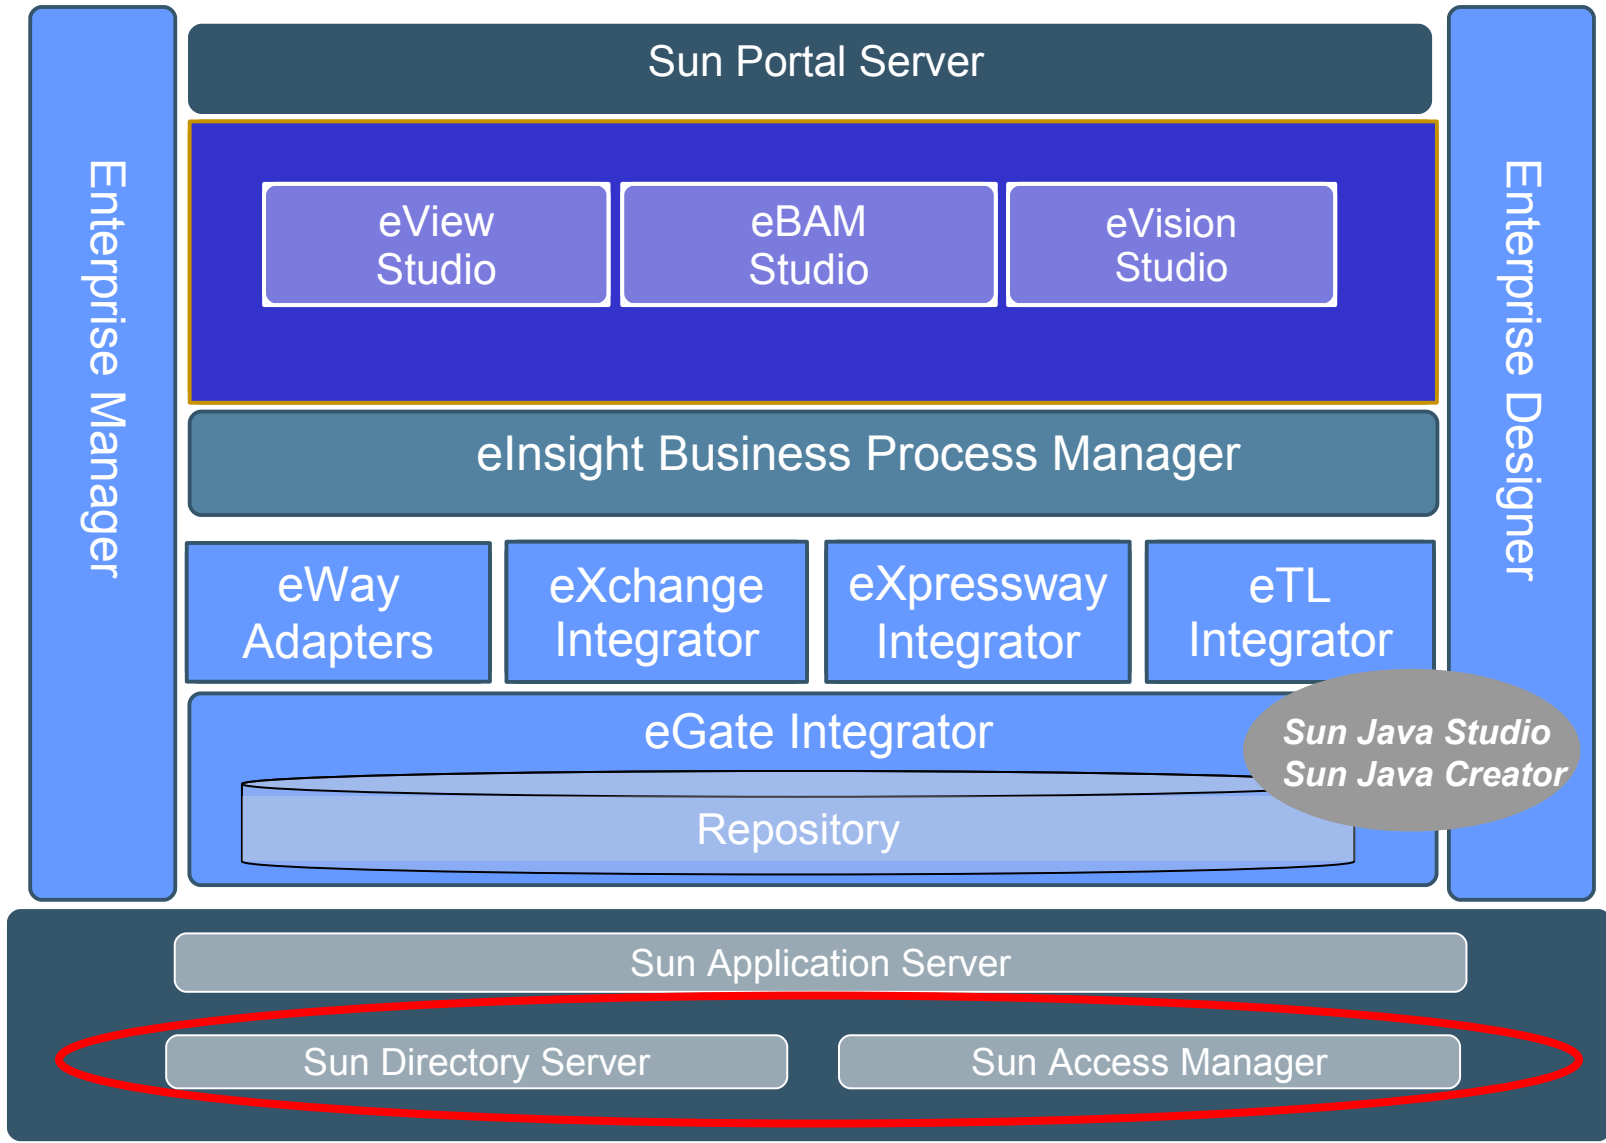 Sun Portal Server
Enterprise Manager
eView
Studio
eBAM
Studio
eVision
Studio
Enterprise Designer
eInsight Business Process Manager
eWay
Adapters
eXchange
Integrator
eXpressway
Integrator
eTL
Integrator
eGate Integrator
Sun Java Studio
Sun Java Creator
Repository
Sun Application Server
Sun Directory Server
Sun Access Manager